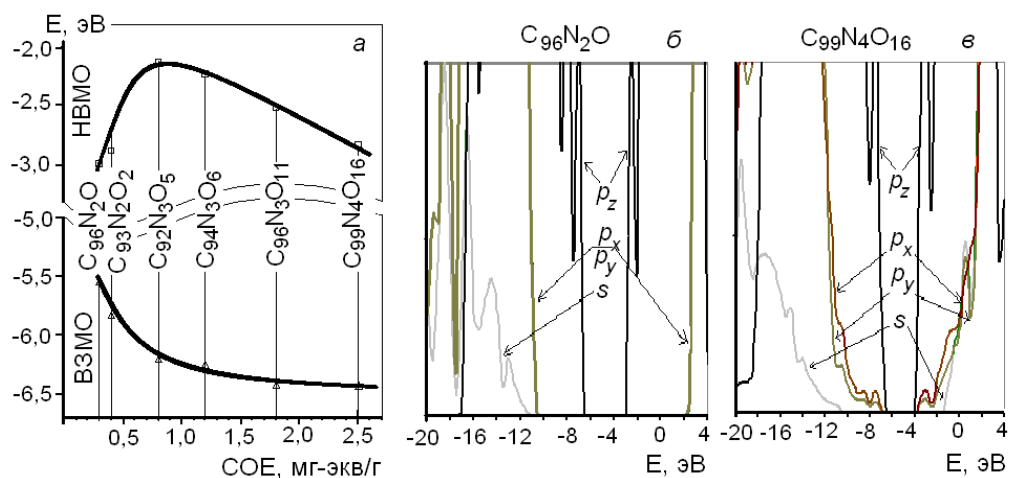 E, эВ
а
-2,0
-2,5
-3,0
-5,0
-5,5
-6,0
-6,5
НВМО
ВЗМО
C96N2O
C93N2O2
C92N3O5
C94N3O6
C96N3O11
C99N4O16
0,5
1,0
1,5
2,0
2,5
СОЕ, мг-экв/г
C96N2O
б
pz
px
py
s
-20 -16 -12 -8 -4 0 4
E, эВ
C99N4O16
в
pz
px
py
s
-20 -16 -12 -8 -4 0 4
E, эВ